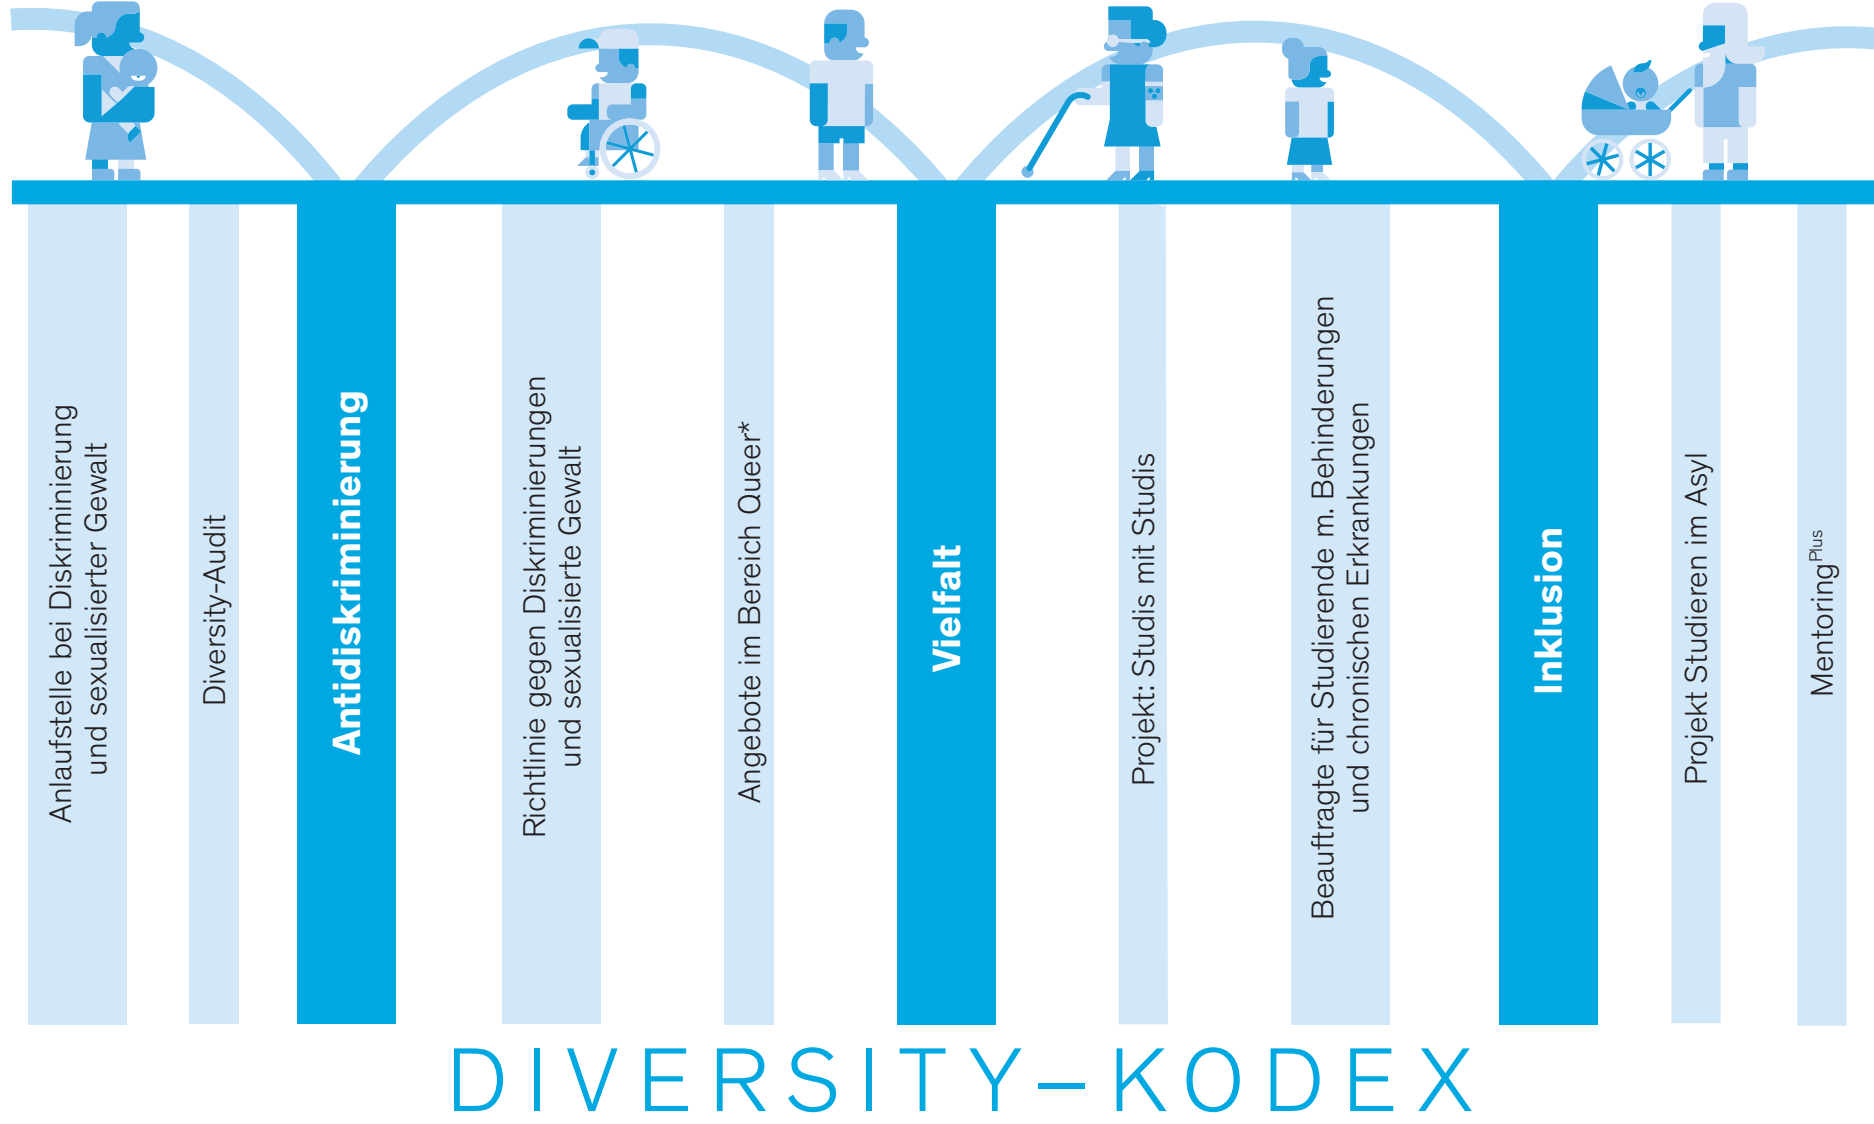 Anlaufstelle bei Diskriminierung
und sexualisierter Gewalt
Diversity-Audit
Antidiskriminierung
Richtlinie gegen Diskriminierungen
und sexualisierte Gewalt
Angebote im Bereich Queer*
Vielfalt
Projekt: Studis mit Studis
Beauftragte für Studierende m. Behinderungen
und chronischen Erkrankungen
Inklusion
Projekt Studieren im Asyl
MentoringPlus
DIVERSITY–KODEX